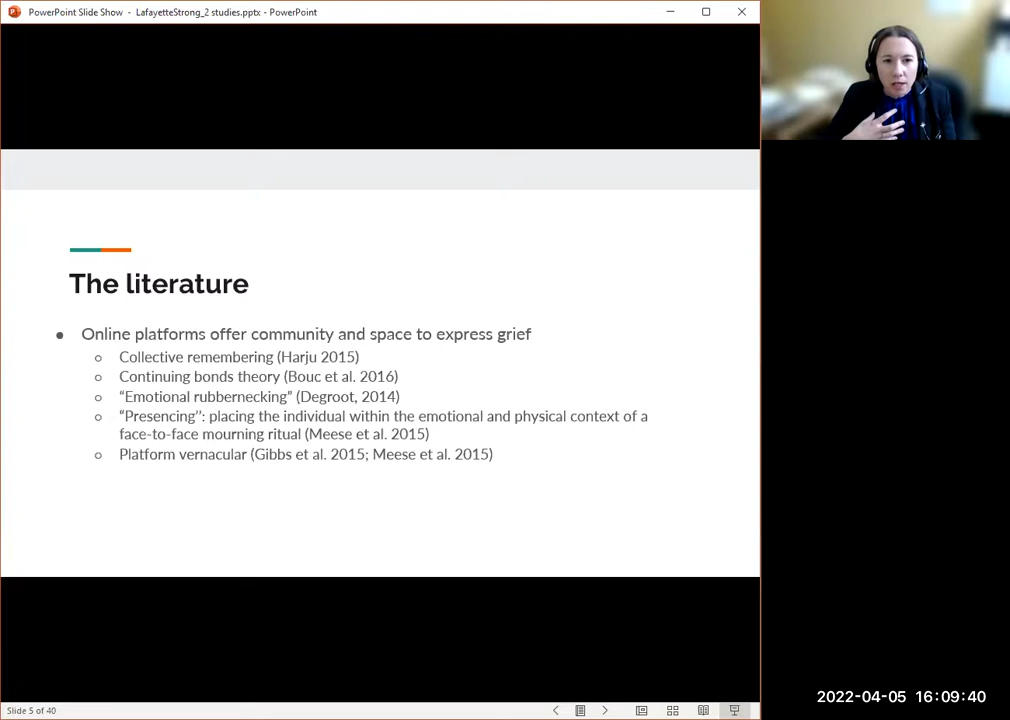 PowerPoint Slide Show - LafayetteStrong_2 studies.pptx - PowerPoint
The literature
• Online platforms offer community and space to express grief
○ Collective remembering (Harju 2015)
○ Continuing bonds theory (Bouc et al. 2016)
○ “Emotional rubbernecking” (Degroot, 2014)
○ “Presencing’’: placing the individual within the emotional and physical context of a
face-to-face mourning ritual (Meese et al. 2015)
○ Platform vernacular (Gibbs et al. 2015; Meese et al. 2015)
Slide 5 of 40
2022-04-05 16:09:40